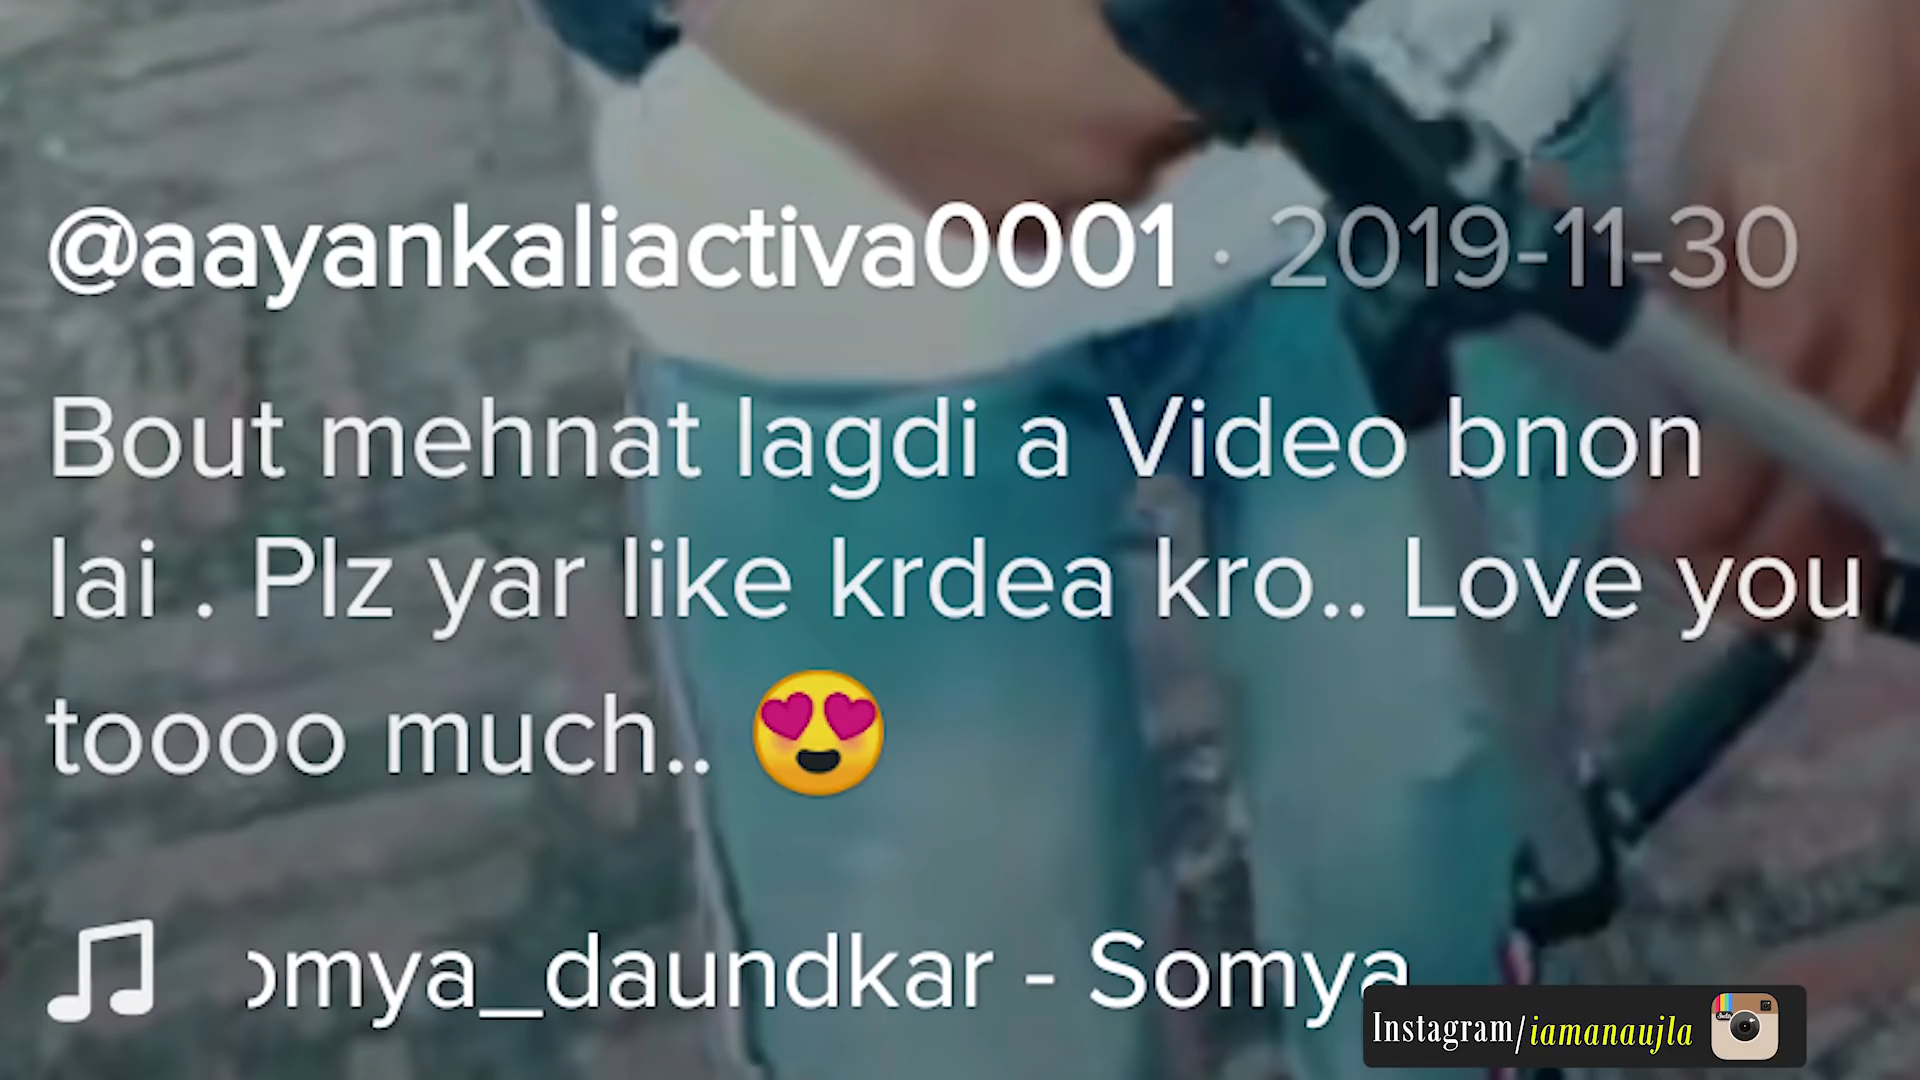 @aayankaliactiva0001 · 2019-11-30
Bout mehnat lagdi a Video bnon
lai . Plz yar like krdea kro.. Love you
toooo much.. 😍
omya_daundkar - Somya
Instagram/iamanaujla